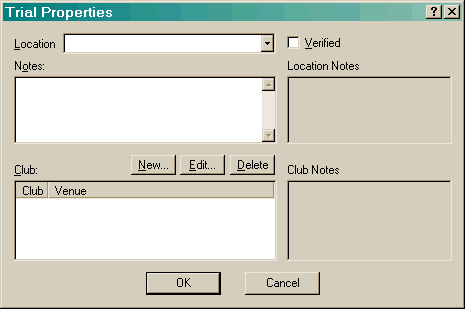 Trial Properties
Location
Verified
Notes:
Location Notes
Club:
New... Edit... Delete
Club Notes
Club Venue
OK Cancel